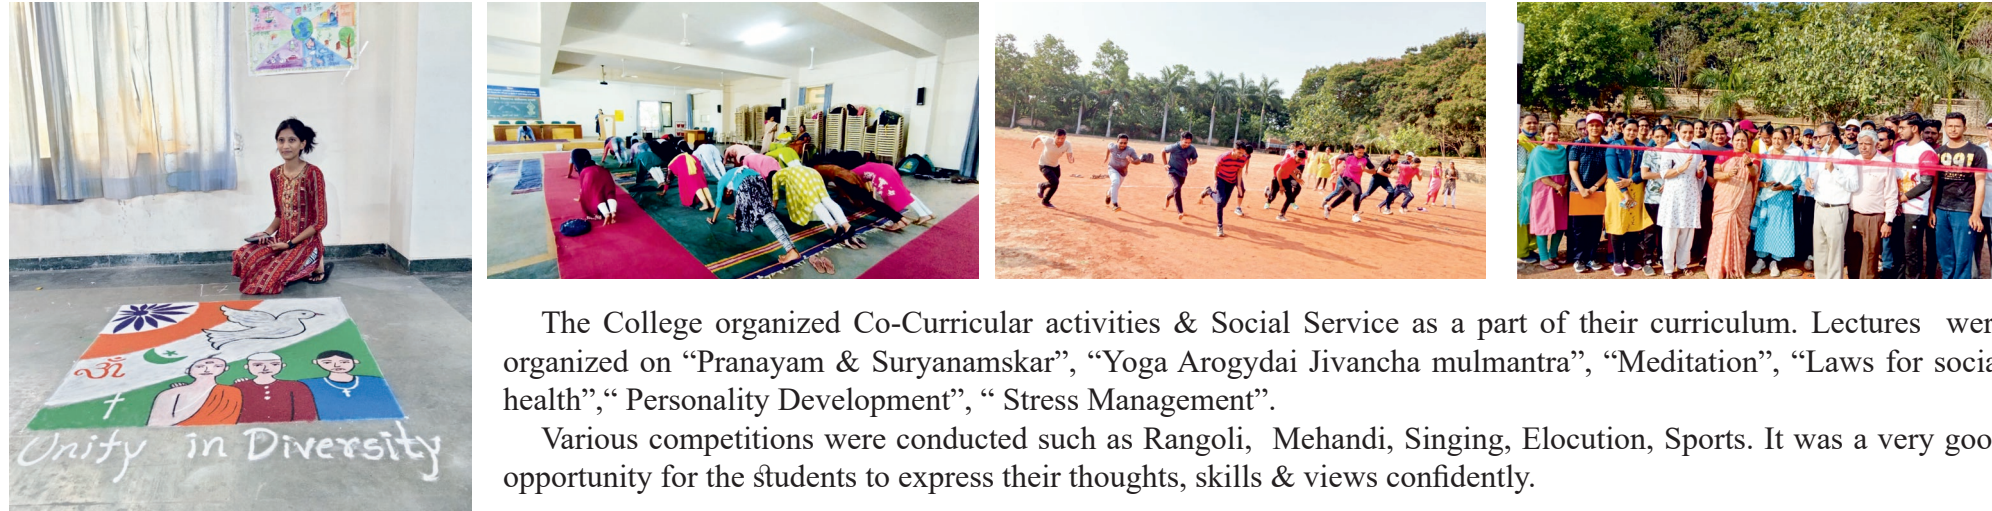 Unity in Diversity
The College organized Co-Curricular activities & Social Service as a part of their curriculum. Lectures wer
organized on “Pranayam & Suryanamskar”, “Yoga Arogydai Jivancha mulmantra”, “Meditation”, “Laws for socia
health”,“ Personality Development”, “ Stress Management”.
Various competitions were conducted such as Rangoli, Mehandi, Singing, Elocution, Sports. It was a very goo
opportunity for the students to express their thoughts, skills & views confidently.